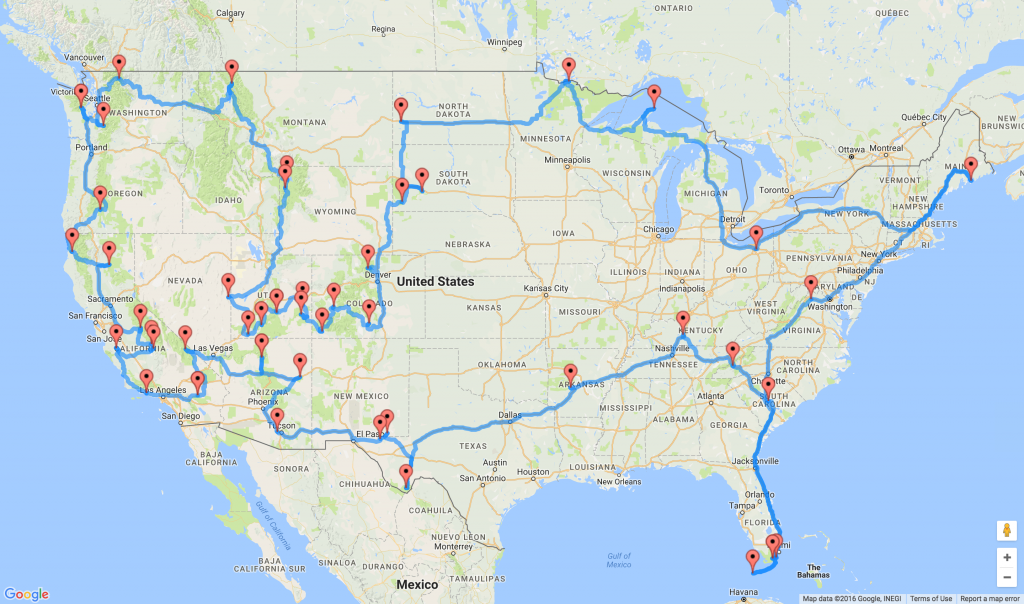 Calgary
ONTARIO
QUÉBEC
Regina
Winnipeg
Vancouver
Victoria
Seattle
WASHINGTON
NORTH
DAKOTA
MONTANA
Québec City
NEW
BRUNSWICK
MAINE
Ottawa
Montreal
Portland
MINNESOTA
Minneapolis
VERMONT
OREGON
SOUTH
DAKOTA
WISCONSIN
MICHIGAN
Toronto
NEW
HAMPSHIRE
IDAHO
WYOMING
Detroit
NEW YORK
MASSACHUSETTS
CT
RI
Chicago
IOWA
NEBRASKA
New York
PENNSYLVANIA
Philadelphia
NEVADA
UTAH
Denver
United States
ILLINOIS
INDIANA
OHIO
Indianapolis
MARYLAND
DE
NJ
Washington
Sacramento
COLORADO
Kansas City
KANSAS
MISSOURI
WEST
VIRGINIA
VIRGINIA
San Francisco
San Jose
CALIFORNIA
Las Vegas
KENTUCKY
Nashville
TENNESSEE
OKLAHOMA
ARKANSAS
NORTH
CAROLINA
Charlotte
SOUTH
CAROLINA
Los Angeles
ARIZONA
NEW MEXICO
Phoenix
San Diego
Tucson
Atlanta
MISSISSIPPI
ALABAMA
GEORGIA
Dallas
El Paso
TEXAS
BAJA
CALIFORNIA
SONORA
Austin
San Antonio
Houston
LOUISIANA
New Orleans
Jacksonville
CHIHUAHUA
COAHUILA
Orlando
Tampa
FLORIDA
Gulf of
California
NUEVO LEON
Monterrey
Miami
BAJA
CALIFORNIA SUR
SINALOA
DURANGO
TAMAULIPAS
Gulf of
Mexico
The
Bahamas
Mexico
Havana
Google
Map data ©2016 Google, INEGI
Terms of Use
Report a map error
+
−